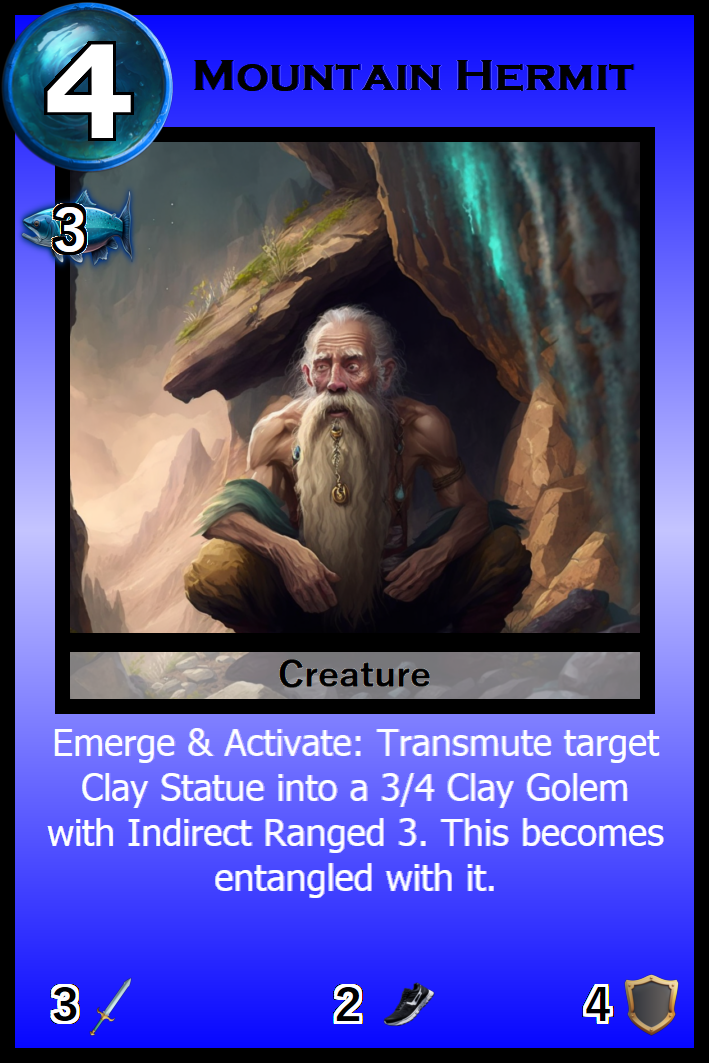 4
Mountain Hermit
3
Creature
Emerge & Activate: Transmute target
Clay Statue into a 3/4 Clay Golem
with Indirect Ranged 3. This becomes
entangled with it.
3 2 4